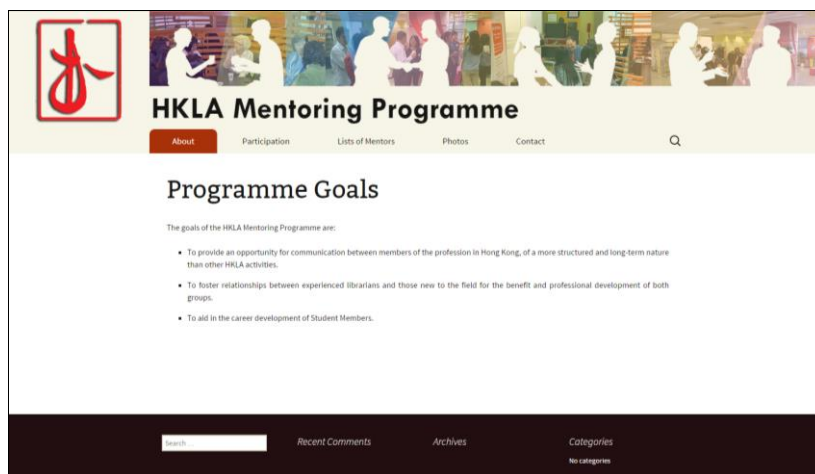 HKLA Mentoring Programme
About Participation Lists of Mentors Photos Contact
Programme Goals
The goals of the HKLA Mentoring Programme are:
To provide an opportunity for communication between members of the profession in Hong Kong, of a more structured and long-term nature
than other HKLA activities.
To foster relationships between experienced librarians and those new to the field for the benefit and professional development of both
groups.
To aid in the career development of Student Members.
Search ... Recent Comments Archives Categories
No categories